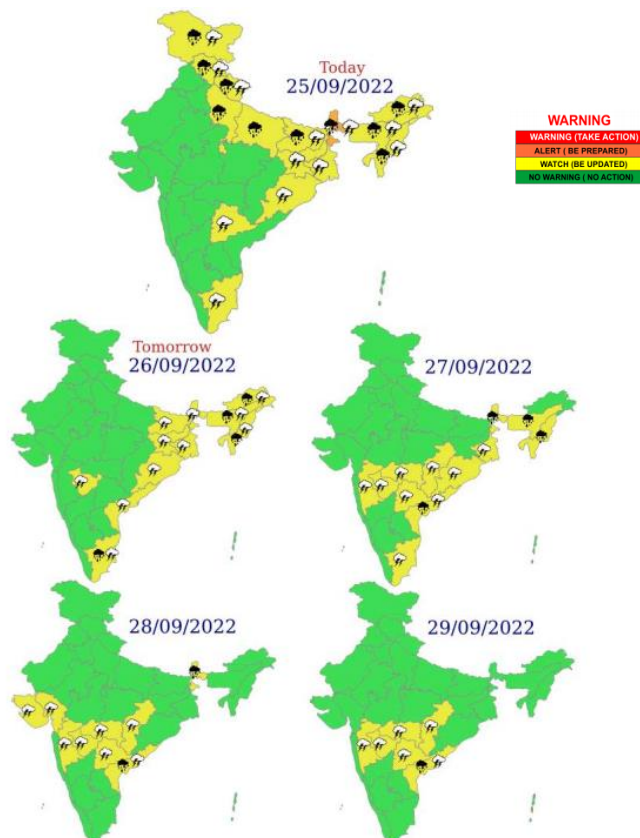 Today
25/09/2022
WARNING
WARNING (TAKE ACTION)
ALERT ( BE PREPARED)
WATCH (BE UPDATED)
NO WARNING ( NO ACTION)
Tomorrow
26/09/2022
27/09/2022
28/09/2022
29/09/2022